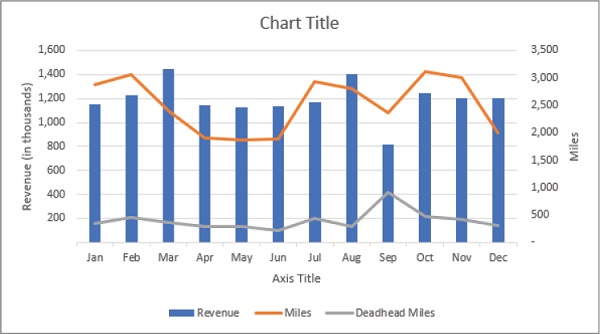 Chart Title
1,600 3,500
1,400 3,000
1,200 2,500
1,000 2,000
800 1,500
600 1,000
400 500
200 -
Revenue (in thousands)
Miles
Jan Feb Mar Apr May Jun Jul Aug Sep Oct Nov Dec
Axis Title
Revenue Miles Deadhead Miles